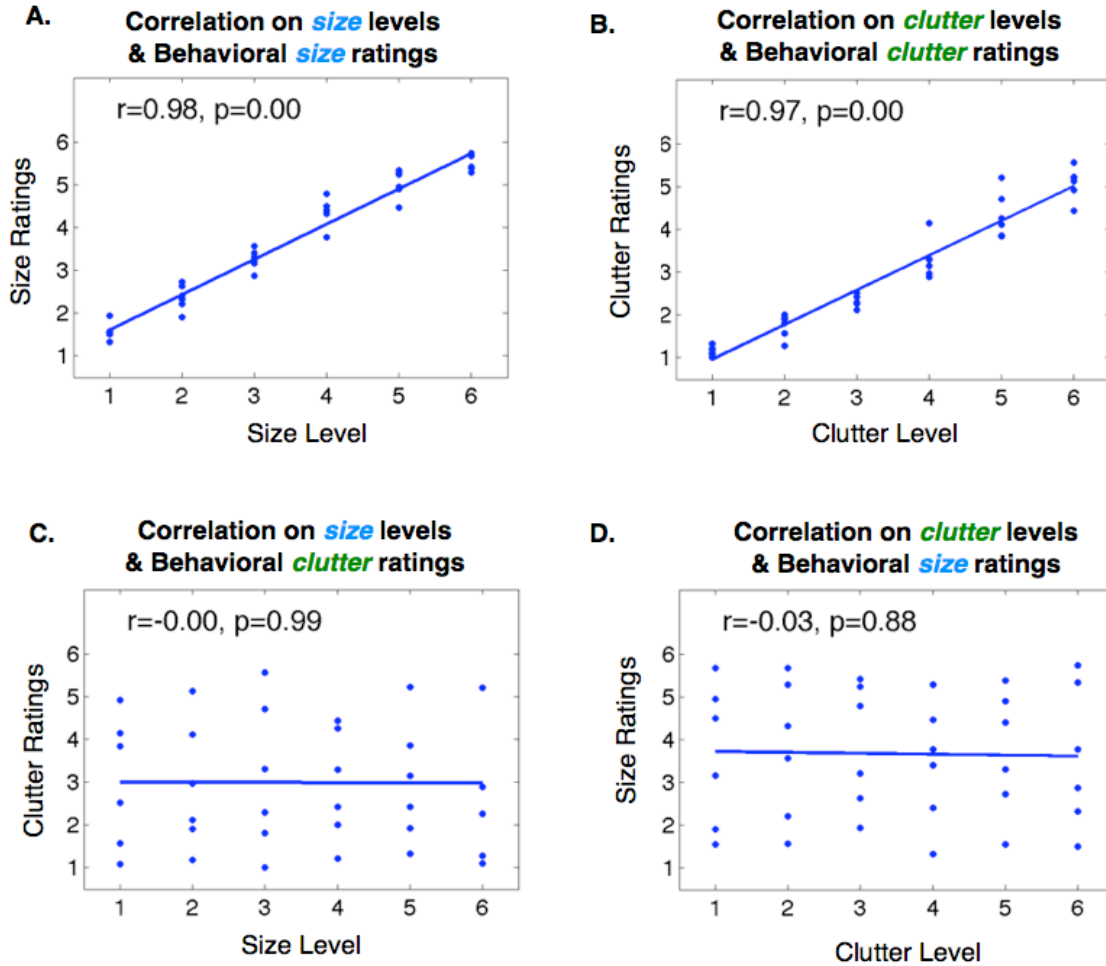 A.
Correlation on size levels
& Behavioral size ratings
r=0.98, p=0.00
Size Ratings
6
5
4
3
2
1
1 2 3 4 5 6
Size Level
B.
Correlation on clutter levels
& Behavioral clutter ratings
r=0.97, p=0.00
Clutter Ratings
6
5
4
3
2
1
1 2 3 4 5 6
Clutter Level
C.
Correlation on size levels
& Behavioral clutter ratings
r=-0.00, p=0.99
Clutter Ratings
6
5
4
3
2
1
1 2 3 4 5 6
Size Level
D.
Correlation on clutter levels
& Behavioral size ratings
r=-0.03, p=0.88
Size Ratings
6
5
4
3
2
1
1 2 3 4 5 6
Clutter Level